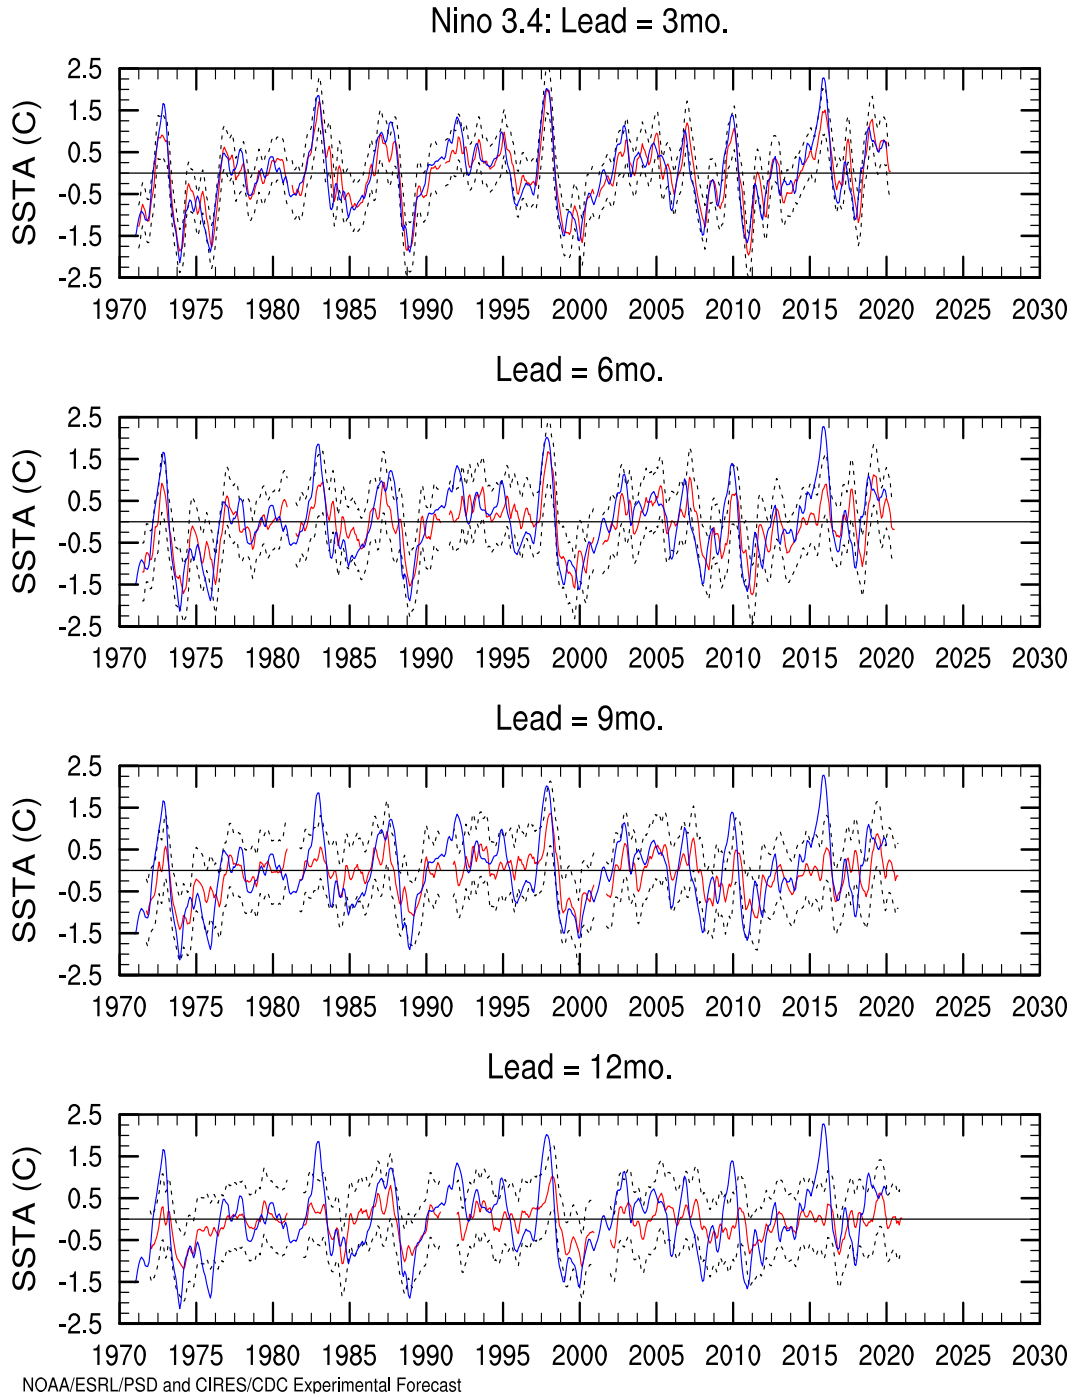 Nino 3.4: Lead = 3mo.
SSTA (C)
2.5
1.5
0.5
-0.5
-1.5
-2.5
1970 1975 1980 1985 1990 1995 2000 2005 2010 2015 2020 2025 2030
Lead = 6mo.
SSTA (C)
2.5
1.5
0.5
-0.5
-1.5
-2.5
1970 1975 1980 1985 1990 1995 2000 2005 2010 2015 2020 2025 2030
Lead = 9mo.
SSTA (C)
2.5
1.5
0.5
-0.5
-1.5
-2.5
1970 1975 1980 1985 1990 1995 2000 2005 2010 2015 2020 2025 2030
Lead = 12mo.
SSTA (C)
2.5
1.5
0.5
-0.5
-1.5
-2.5
1970 1975 1980 1985 1990 1995 2000 2005 2010 2015 2020 2025 2030
NOAA/ESRL/PSD and CIRES/CDC Experimental Forecast